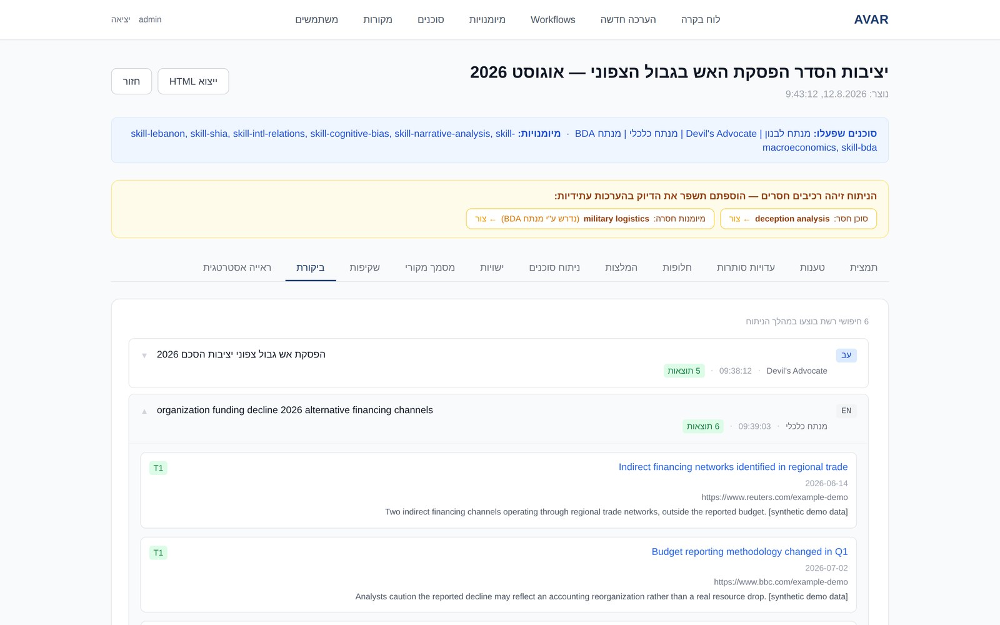 AVAR
לוח בקרה
הערכה חדשה
Workflows
מיומנויות
סוכנים
מקורות
משתמשים
admin
יציאה
יציבות הסדר הפסקת האש בגבול הצפוני — אוגוסט 2026
נוצר: 12.8.2026, 9:43:12
ייצוא HTML
חזור
סוכנים שפעלו: מנתח לבנון | Devil's Advocate | מנתח כלכלי | מנתח BDA · מיומנויות: skill-lebanon, skill-shia, skill-intl-relations, skill-cognitive-bias, skill-narrative-analysis, skill-
macroeconomics, skill-bda
הניתוח זיהה רכיבים חסרים — הוספתם תשפר את הדיוק בהערכות עתידיות:
סוכן חסר: deception analysis ← צור
מיומנות חסרה: military logistics (נדרש ע"י מנתח BDA) ← צור
תמצית
טענות
עדויות סותרות
חלופות
המלצות
ניתוח סוכנים
ישויות
מסמך מקורי
שקיפות
ביקורת
ראייה אסטרטגית
6 חיפושי רשת בוצעו במהלך הניתוח
עב
הפסקת אש גבול צפוני יציבות הסכם 2026
▼
Devil's Advocate · 09:38:12 · 5 תוצאות
EN
organization funding decline 2026 alternative financing channels
▲
מנתח כלכלי · 09:39:03 · 6 תוצאות
Indirect financing networks identified in regional trade
T1
2026-06-14
https://www.reuters.com/example-demo
Two indirect financing channels operating through regional trade networks, outside the reported budget. [synthetic demo data]
Budget reporting methodology changed in Q1
T1
2026-07-02
https://www.bbc.com/example-demo
Analysts caution the reported decline may reflect an accounting reorganization rather than a real resource drop. [synthetic demo data]